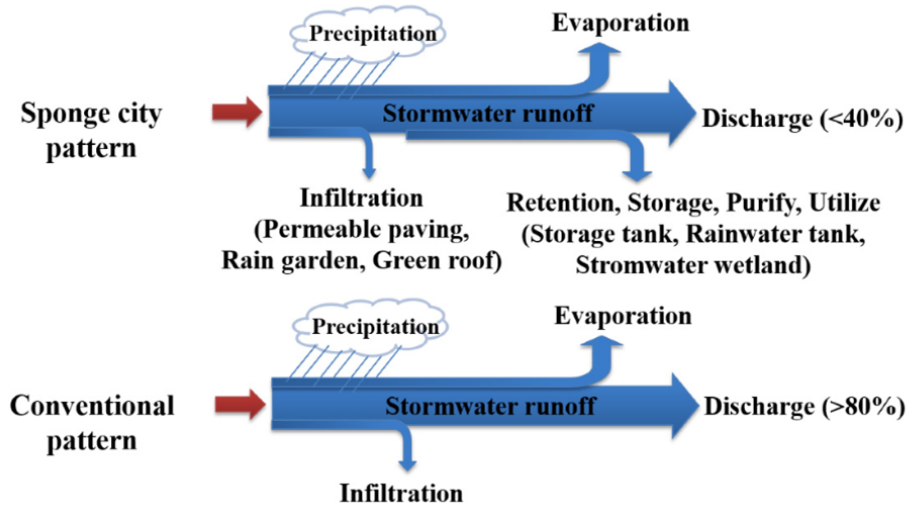 Evaporation
Precipitation
Sponge city
pattern
Stormwater runoff
Discharge (<40%)
Infiltration
(Permeable paving,
Rain garden, Green roof)
Retention, Storage, Purify, Utilize
(Storage tank, Rainwater tank,
Stromwater wetland)
Evaporation
Precipitation
Conventional
pattern
Stormwater runoff
Discharge (>80%)
Infiltration